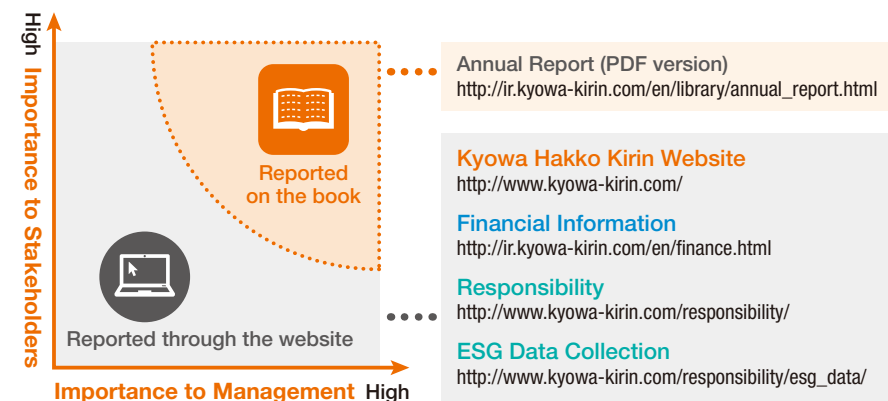 High
Importance to Stakeholders
Reported
on the book
Reported through the website
Importance to Management High
Annual Report (PDF version)
http://ir.kyowa-kirin.com/en/library/annual_report.html
Kyowa Hakko Kirin Website
http://www.kyowa-kirin.com/
Financial Information
http://ir.kyowa-kirin.com/en/finance.html
Responsibility
http://www.kyowa-kirin.com/responsibility/
ESG Data Collection
http://www.kyowa-kirin.com/responsibility/esg_data/